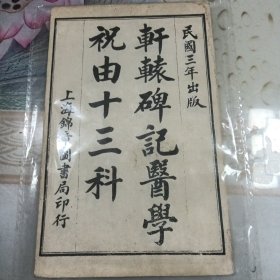 民國三年出版
軒轅碑記醫學
祝由十三科
上海錦章圖書局印行